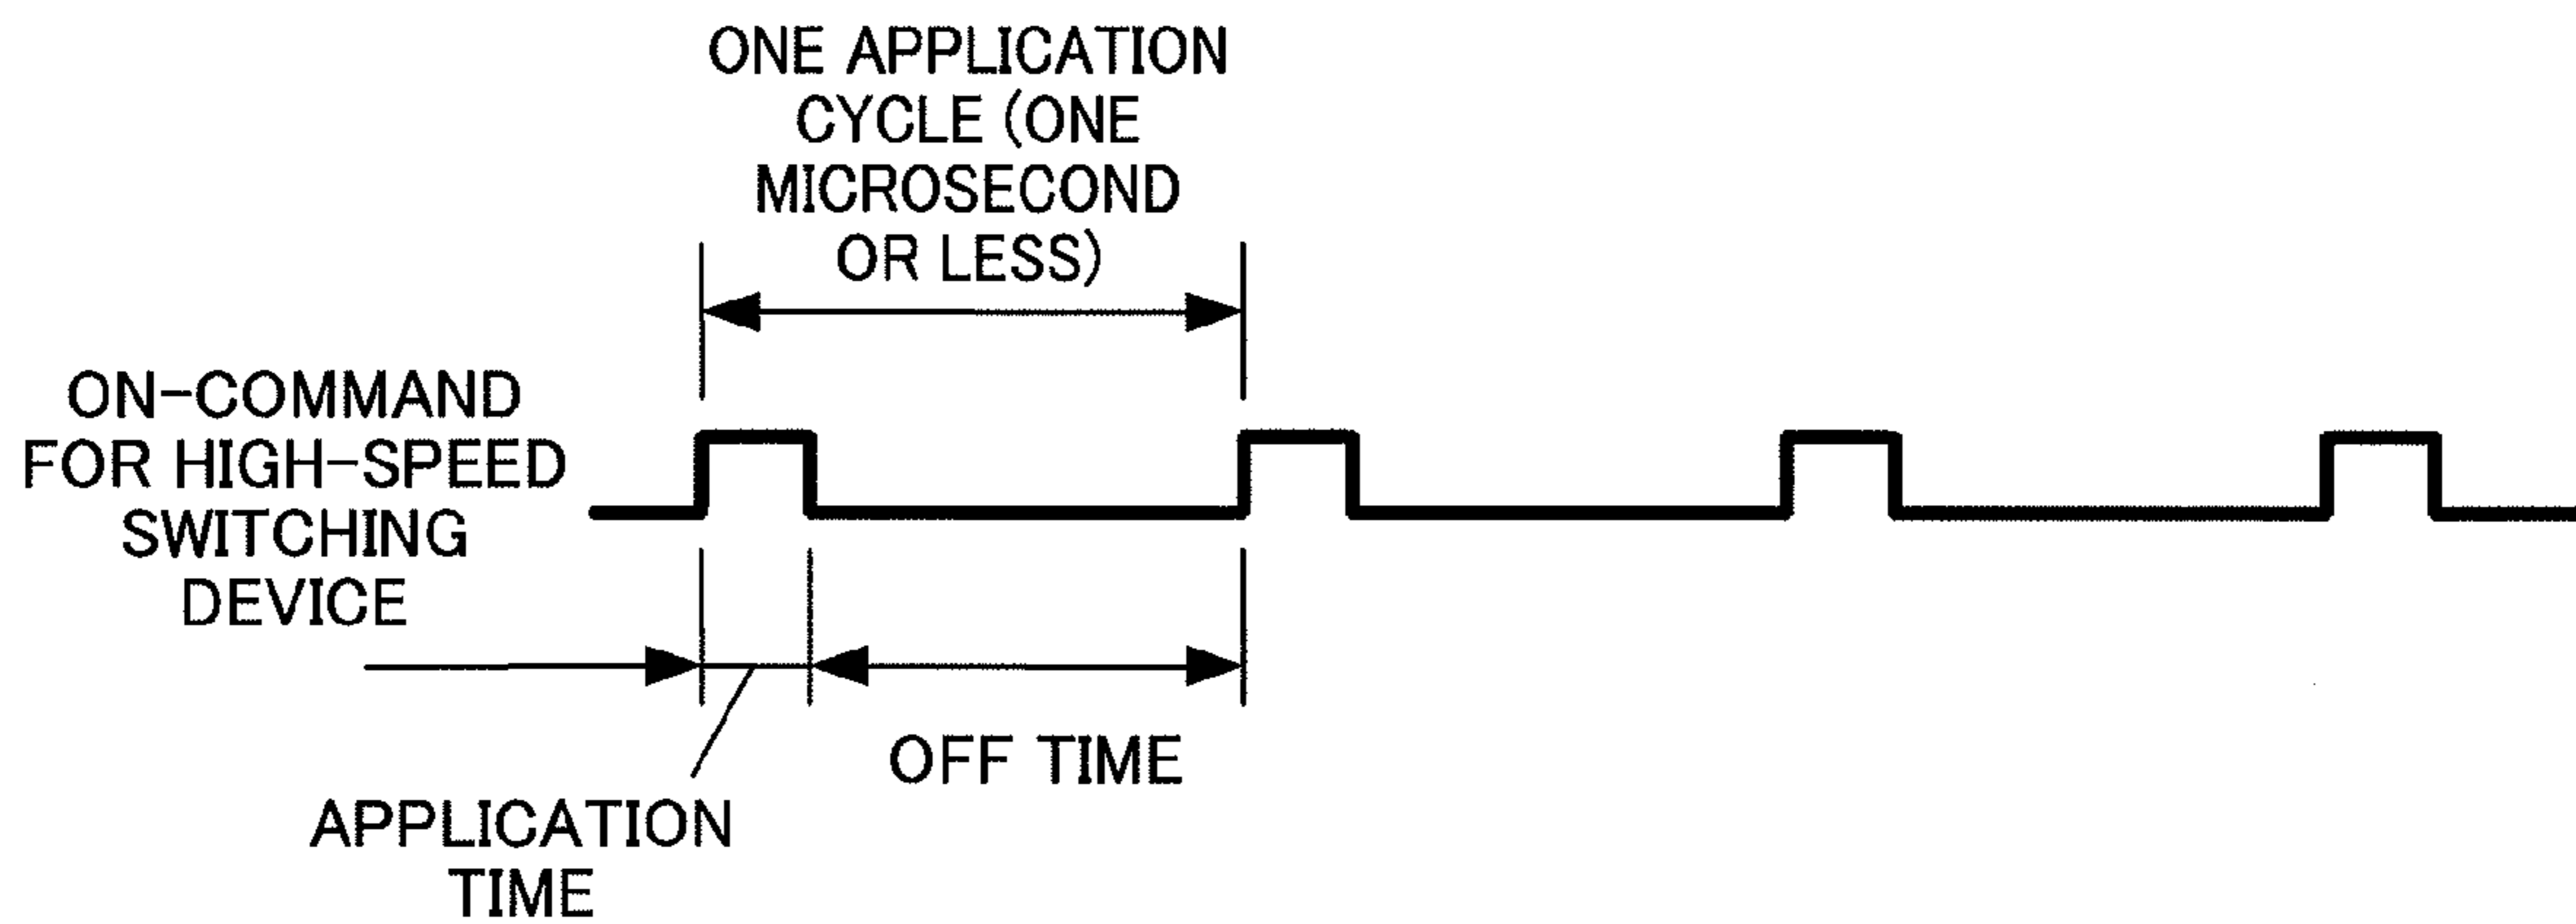 ONE APPLICATION
CYCLE (ONE
MICROSECOND
OR LESS)
ON-COMMAND
FOR HIGH-SPEED
SWITCHING
DEVICE
OFF TIME
APPLICATION
TIME